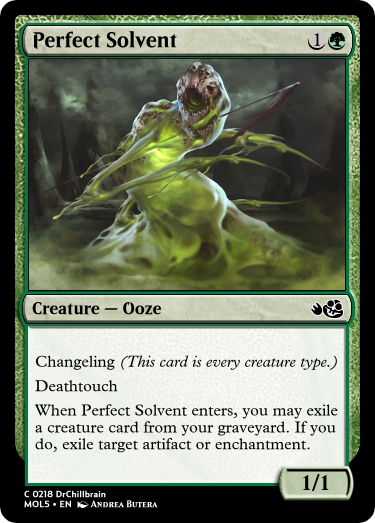 Perfect Solvent 1
Creature — Ooze
Changeling (This card is every creature type.)
Deathtouch
When Perfect Solvent enters, you may exile
a creature card from your graveyard. If you
do, exile target artifact or enchantment.
1/1
C 0218 DrChillbrain
MOL5 • EN Andrea Butera